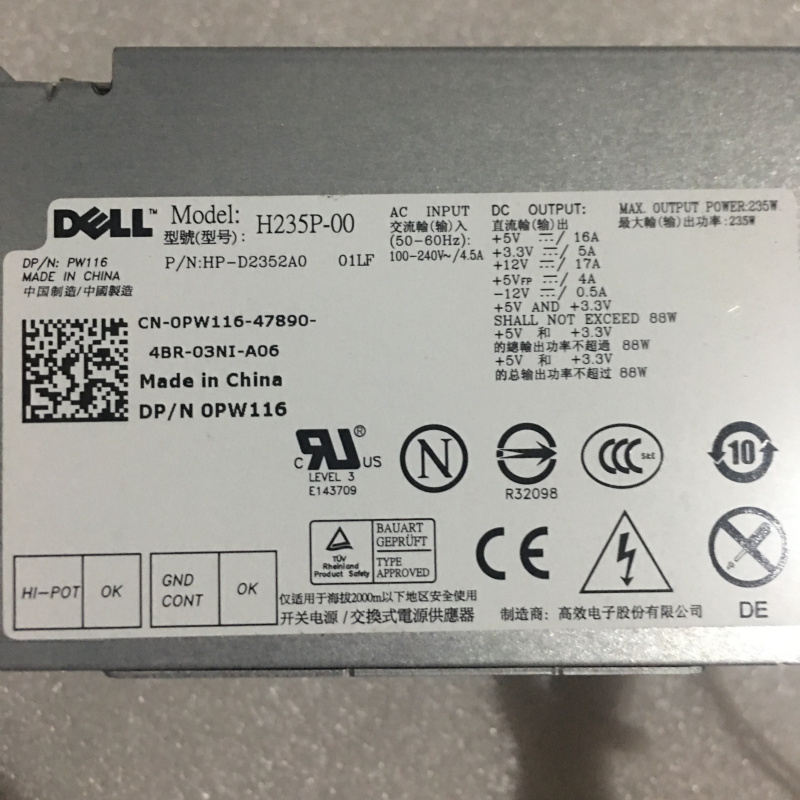 DELL™ Model: H235P-00
型號(型号):
DP/N: PW116
P/N:HP-D2352A0 01LF
MADE IN CHINA
中国制造/中國製造
AC INPUT
交流輸(输)入
(50-60Hz):
100-240V~/4.5A
DC OUTPUT:
直流輸(输)出
+5V ⎓/ 16A
+3.3V ⎓/ 5A
+12V ⎓/ 17A
+5VFP ⎓/ 4A
-12V ⎓/ 0.5A
+5V AND +3.3V
SHALL NOT EXCEED 88W
+5V 和 +3.3V
的總輸出功率不超過 88W
+5V 和 +3.3V
的总输出功率不超过 88W
MAX. OUTPUT POWER:235W
最大輸(输)出功率:235W
CN-0PW116-47890-
4BR-03NI-A06
Made in China
DP/N 0PW116
C RU® US
LEVEL 3
E143709
N
R32098
CCC S&E
10
TÜV
Rheinland
Product Safety
BAUART
GEPRÜFT
TYPE
APPROVED
CE
DE
HI-POT OK
GND
CONT
OK
仅适用于海拔2000m以下地区安全使用
开关电源/交換式電源供應器
制造商: 高效电子股份有限公司